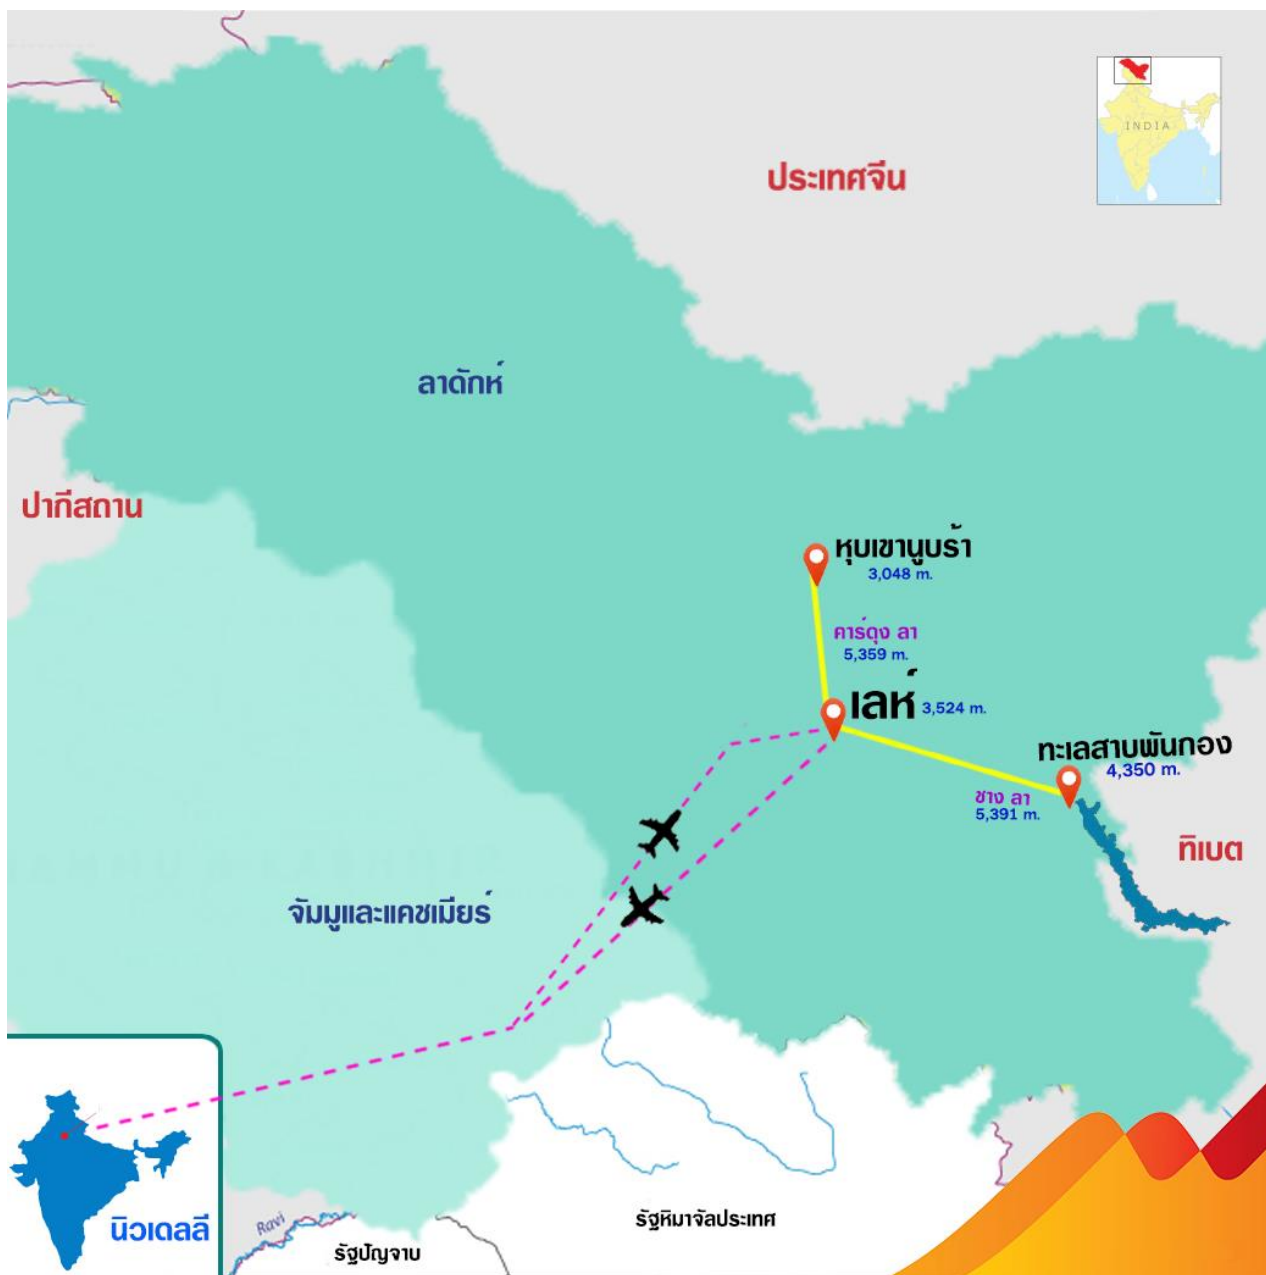 INDIA
ประเทศจีน
ลาดักห์
ปากีสถาน
หุบเขานูบร้า
3,048 m.
คาร์ดุง ลา
5,359 m.
เลห์ 3,524 m.
ทะเลสาบพันกอง
4,350 m.
ชาง ลา
5,391 m.
ทิเบต
จัมมูและแคชเมียร์
นิวเดลลี
Ravi
รัฐปัญจาบ
รัฐหิมาจัลประเทศ